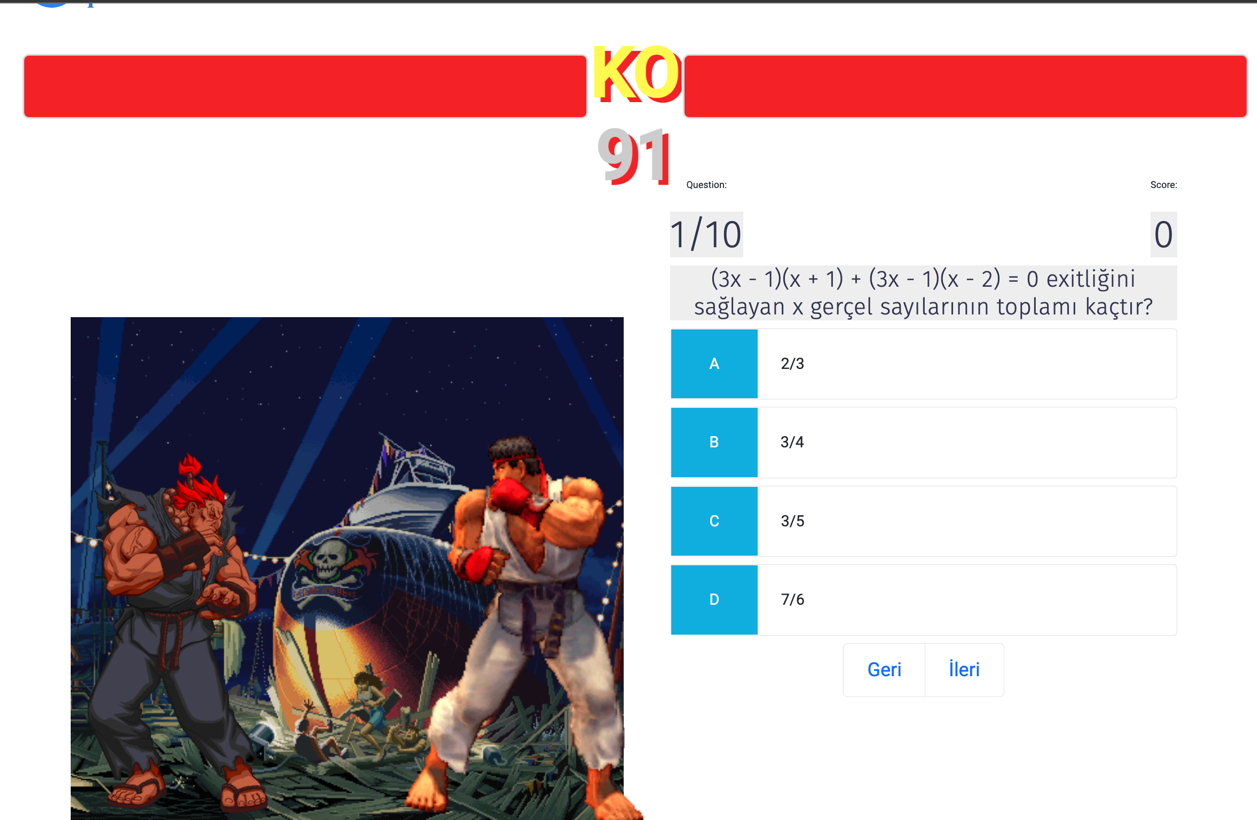 KO
91
Question:
Score:
1/10
0
(3x - 1)(x + 1) + (3x - 1)(x - 2) = 0 exitliğini
sağlayan x gerçel sayılarının toplamı kaçtır?
A 2/3
B 3/4
C 3/5
D 7/6
Geri İleri